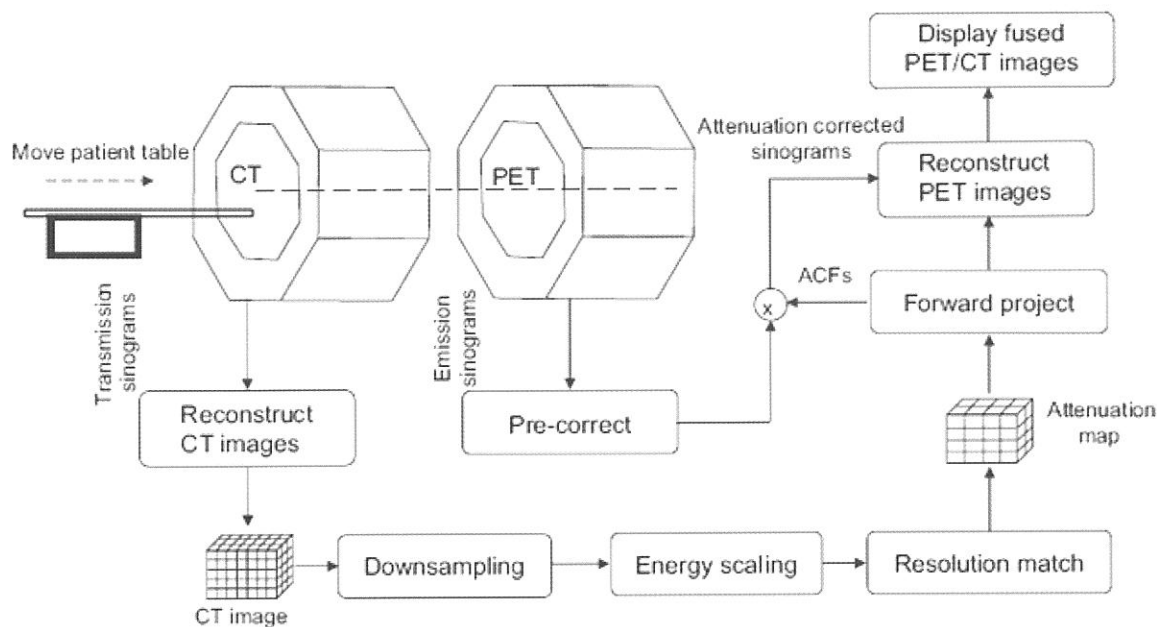 Display fused
PET/CT images
Attenuation corrected
sinograms
Move patient table
CT
PET
Reconstruct
PET images
ACFs
x
Forward project
Transmission
sinograms
Emission
sinograms
Reconstruct
CT images
Pre-correct
Attenuation
map
Downsampling
Energy scaling
Resolution match
CT image